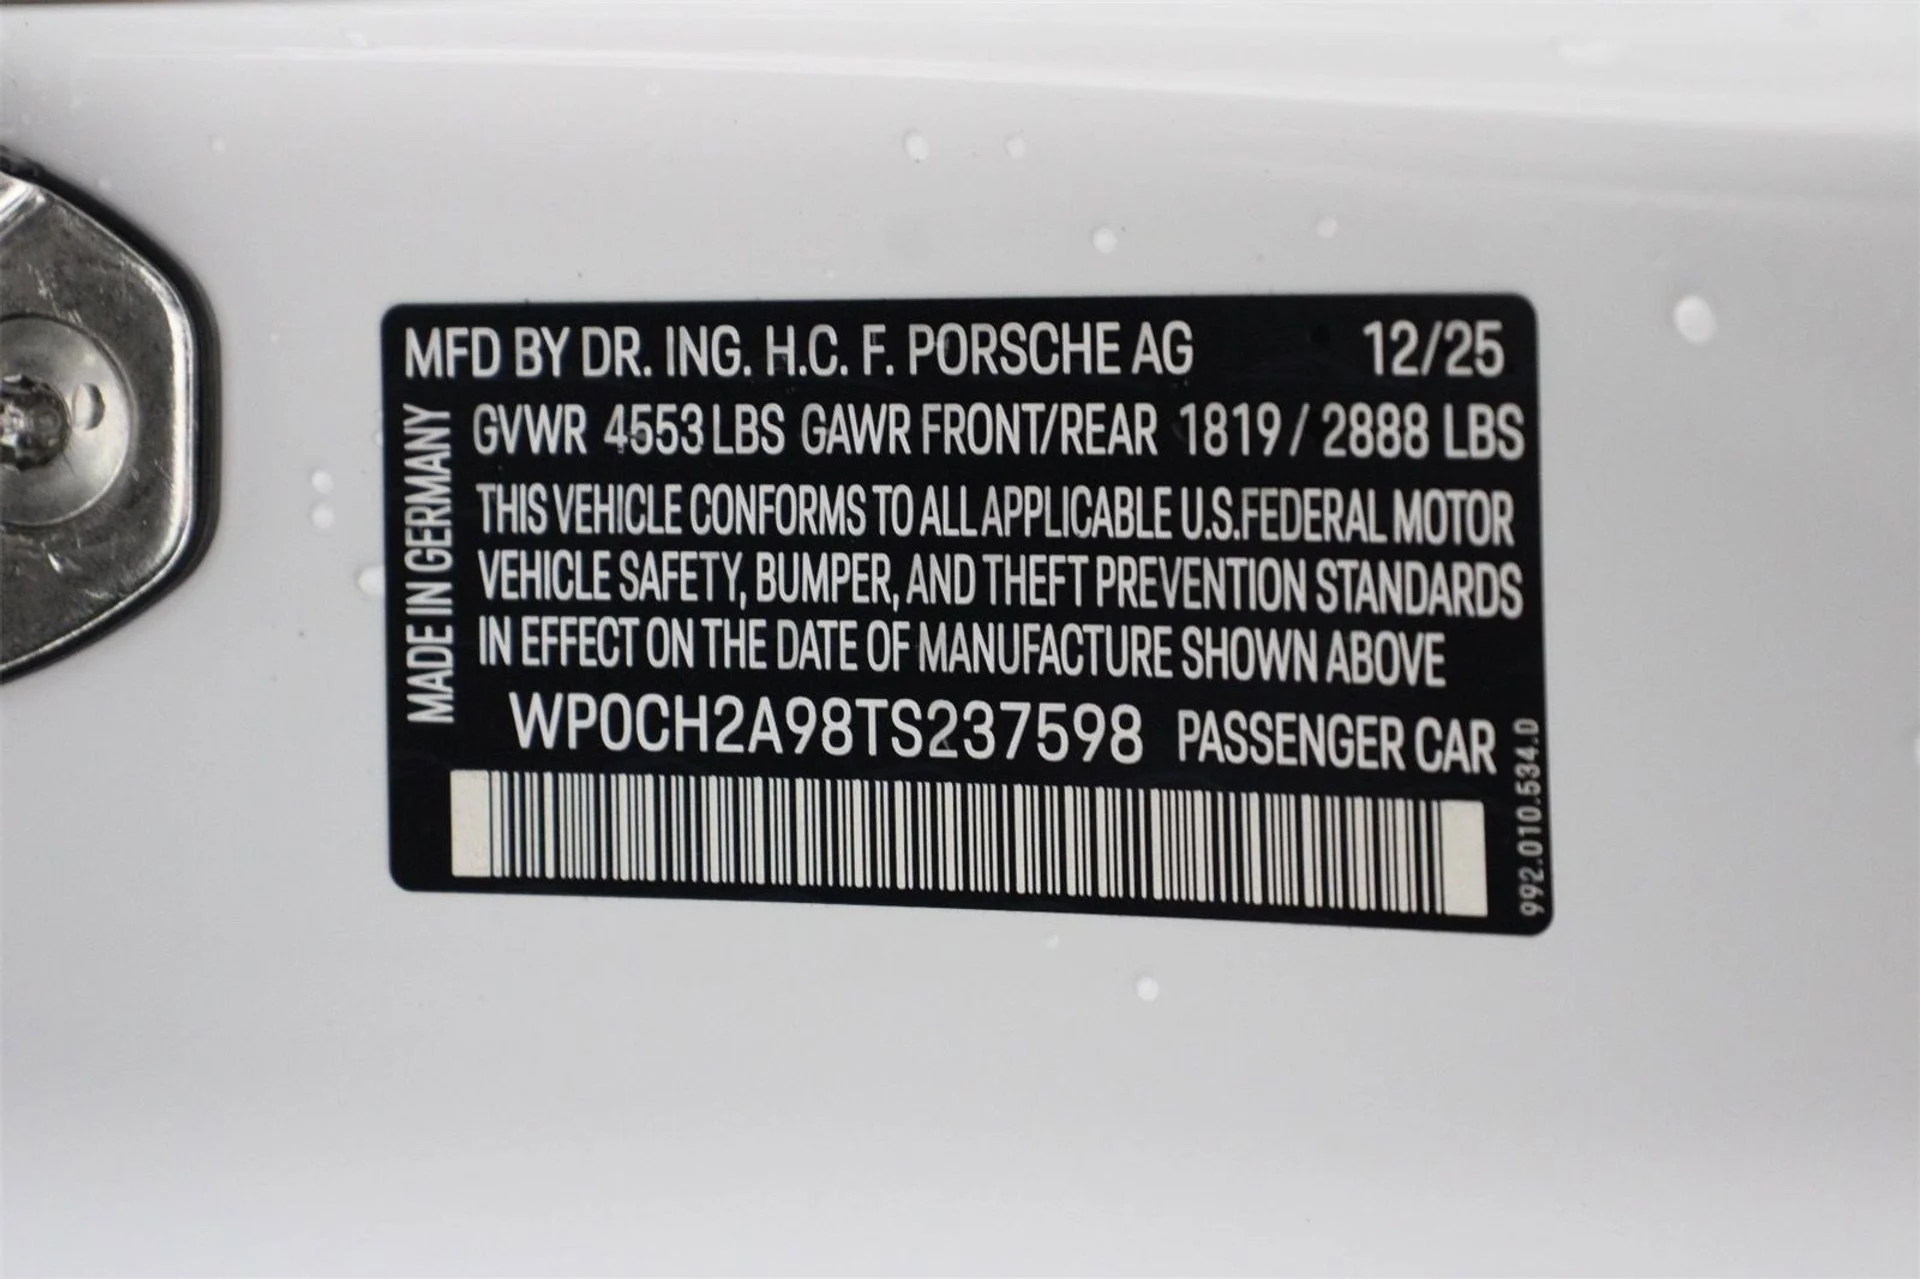 MFD BY DR. ING. H.C. F. PORSCHE AG 12/25
GVWR 4553 LBS GAWR FRONT/REAR 1819 / 2888 LBS
THIS VEHICLE CONFORMS TO ALL APPLICABLE U.S.FEDERAL MOTOR
VEHICLE SAFETY, BUMPER, AND THEFT PREVENTION STANDARDS
IN EFFECT ON THE DATE OF MANUFACTURE SHOWN ABOVE
WP0CH2A98TS237598 PASSENGER CAR
MADE IN GERMANY
992.010.534.0